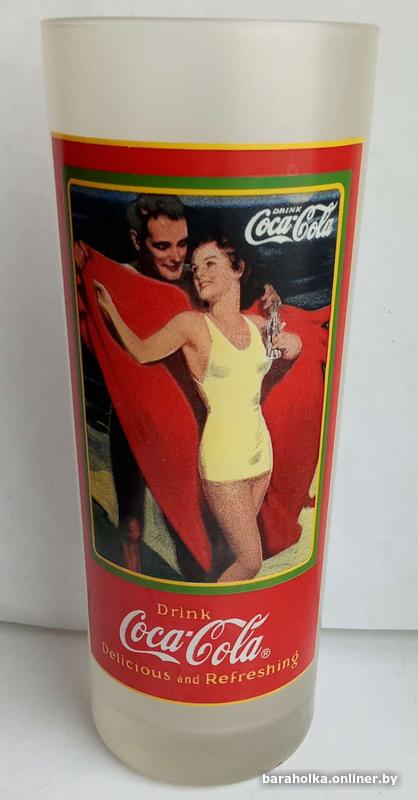 DRINK
Coca-Cola
Drink
Coca-Cola®
Delicious and Refreshing
baraholka.onliner.by